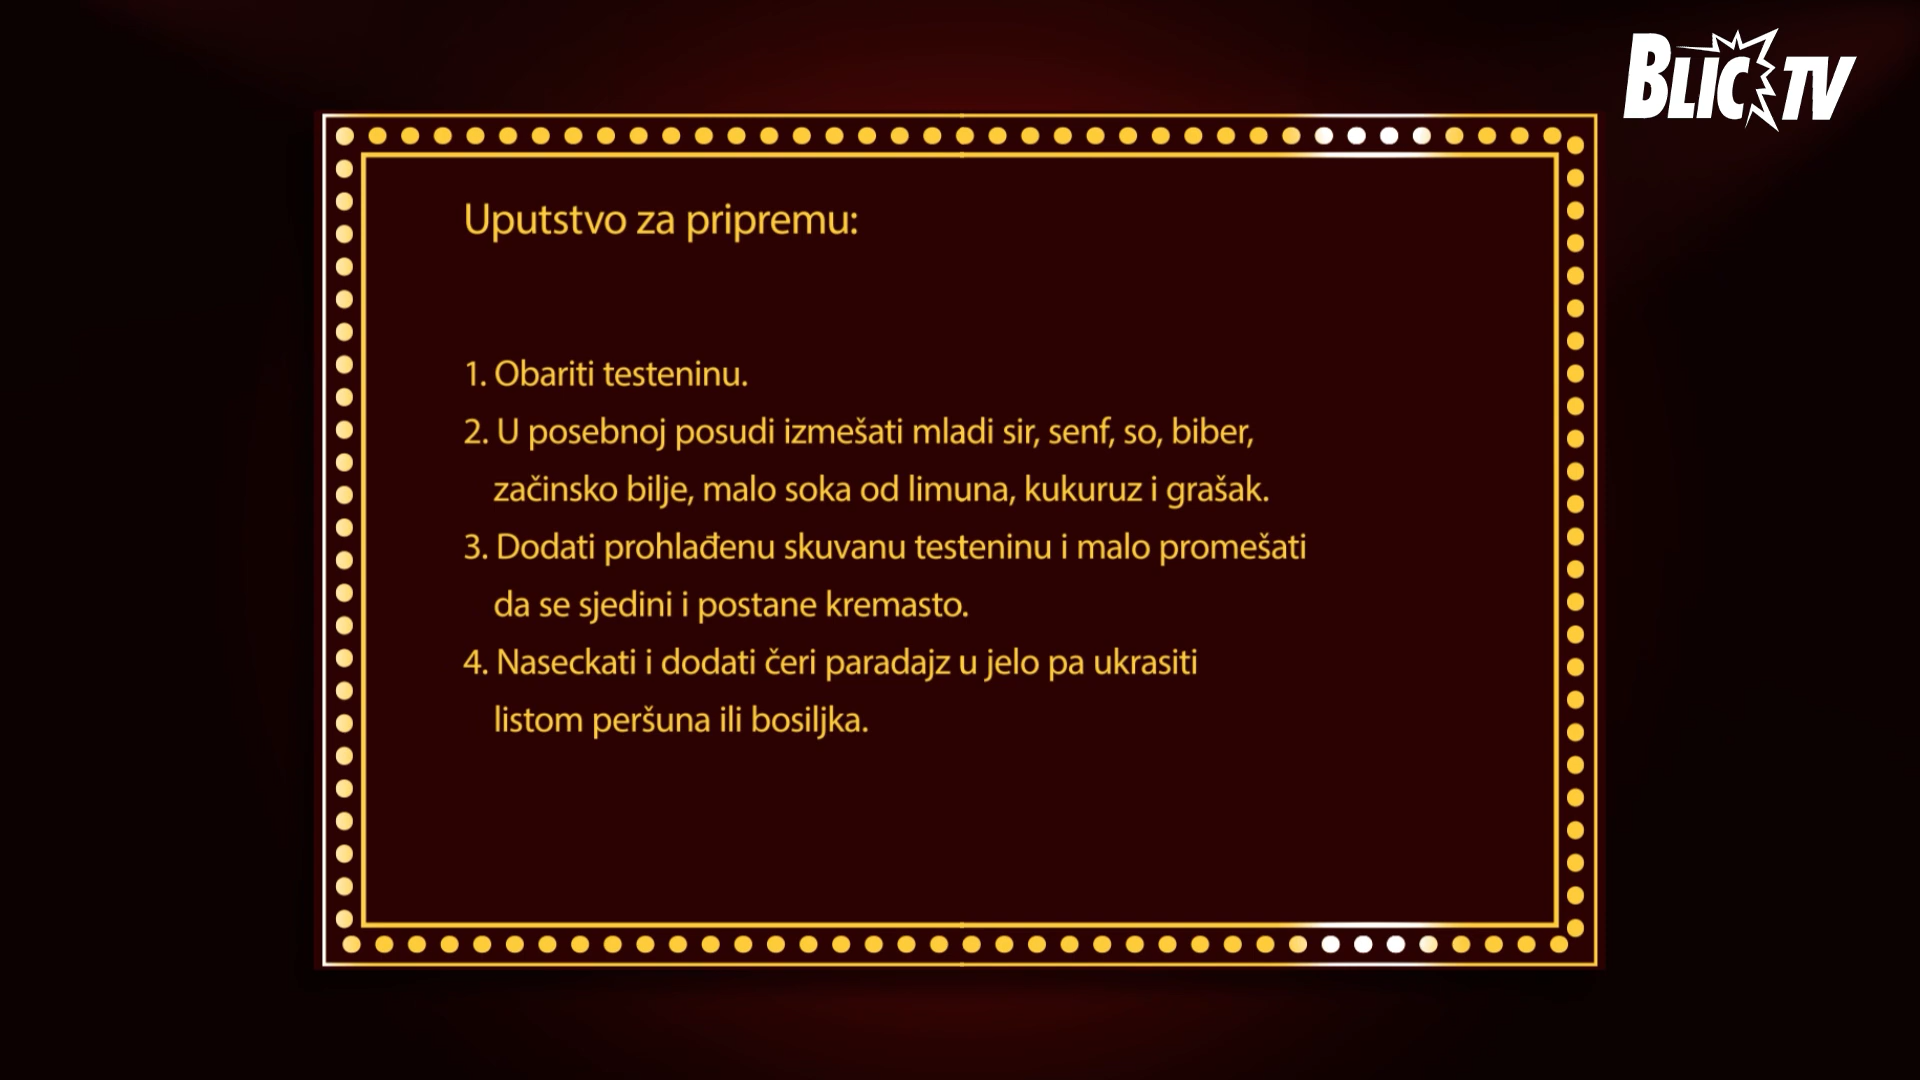 BLIC TV
Uputstvo za pripremu:
1. Obariti testeninu.
2. U posebnoj posudi izmešati mladi sir, senf, so, biber,
začinsko bilje, malo soka od limuna, kukuruz i grašak.
3. Dodati prohlađenu skuvanu testeninu i malo promešati
da se sjedini i postane kremasto.
4. Naseckati i dodati čeri paradajz u jelo pa ukrasiti
listom peršuna ili bosiljka.